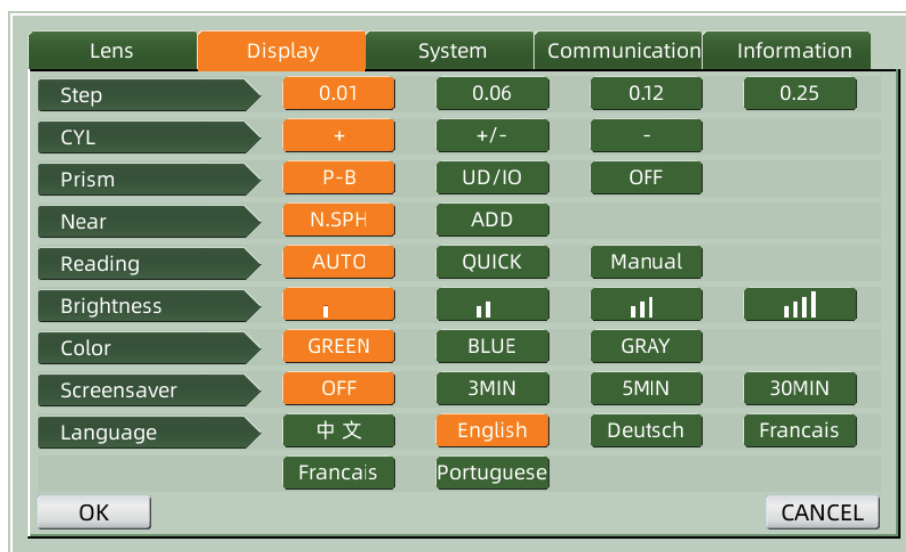 Lens Display System Communication Information
Step 0.01 0.06 0.12 0.25
CYL + +/- -
Prism P-B UD/IO OFF
Near N.SPH ADD
Reading AUTO QUICK Manual
Brightness
Color GREEN BLUE GRAY
Screensaver OFF 3MIN 5MIN 30MIN
Language 中文 English Deutsch Francais
Francais Portuguese
OK CANCEL